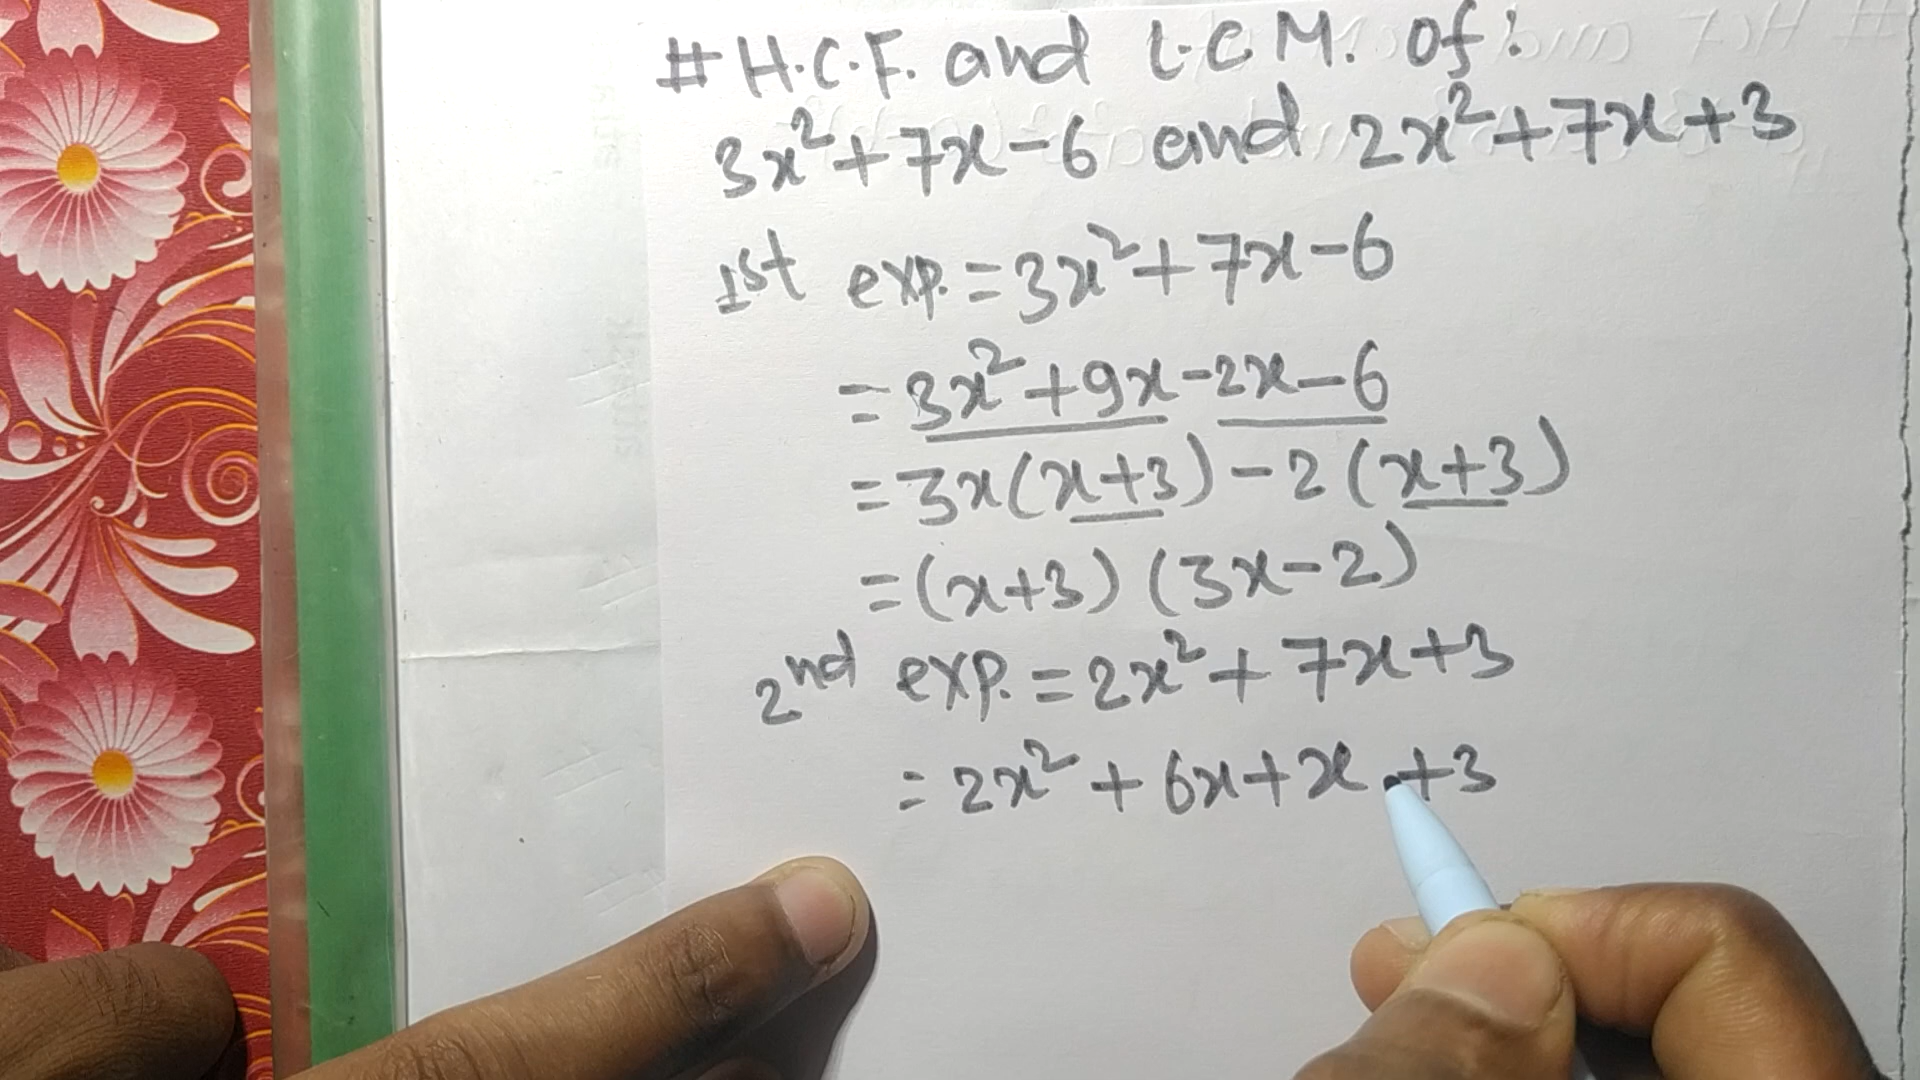 # H.C.F. and L.C.M. of:
3x²+7x-6 and 2x²+7x+3
1st exp.=3x²+7x-6
=3x²+9x-2x-6
=3x(x+3)-2(x+3)
=(x+3)(3x-2)
2nd exp.=2x²+7x+3
=2x²+6x+x+3